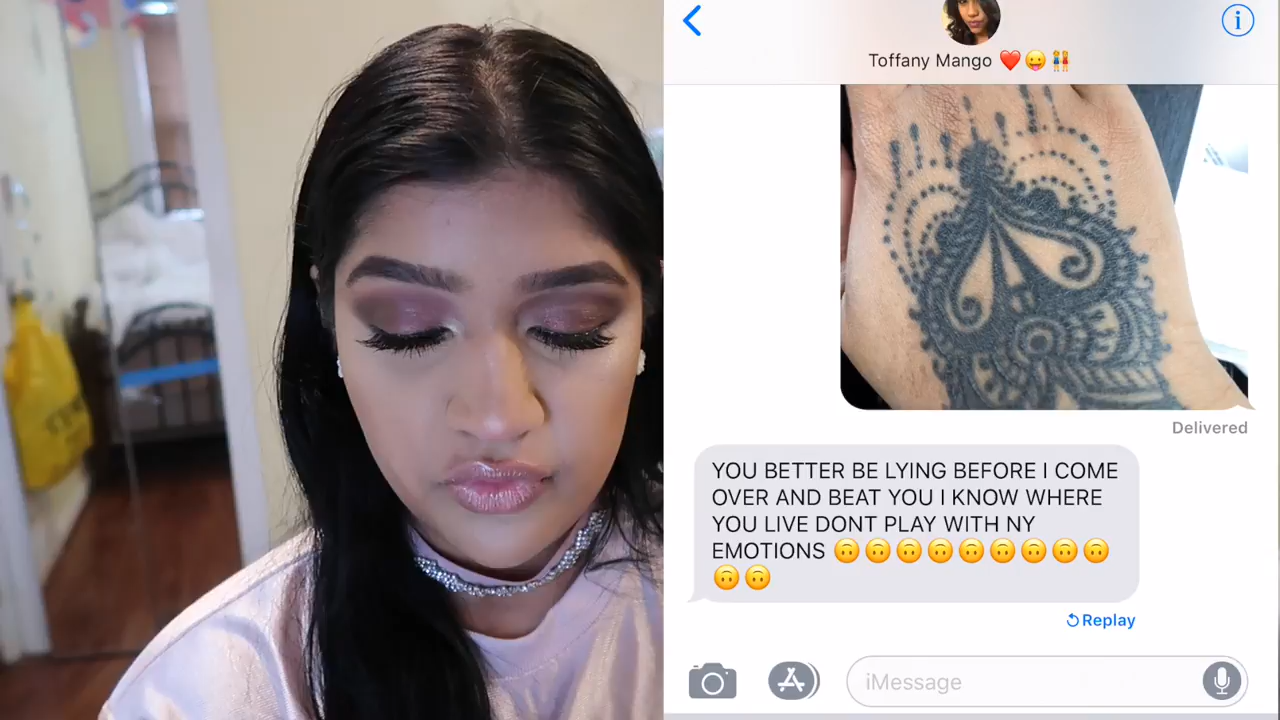 Toffany Mango ❤️😛👭
Delivered
YOU BETTER BE LYING BEFORE I COME
OVER AND BEAT YOU I KNOW WHERE
YOU LIVE DONT PLAY WITH NY
EMOTIONS 🙃🙃🙃🙃🙃🙃🙃🙃🙃
🙃🙃
Replay
iMessage